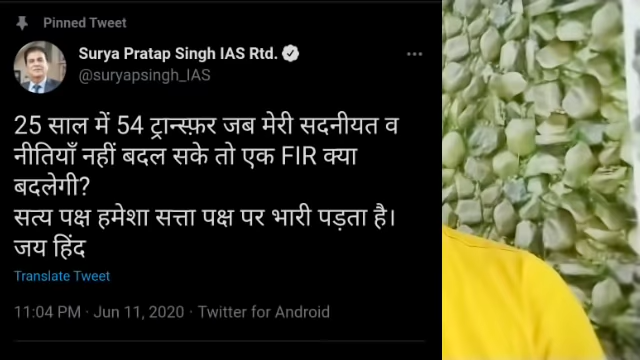 Pinned Tweet
Surya Pratap Singh IAS Rtd.
@suryapsingh_IAS
25 साल में 54 ट्रान्स्फ़र जब मेरी सदनीयत व
नीतियाँ नहीं बदल सके तो एक FIR क्या
बदलेगी?
सत्य पक्ष हमेशा सत्ता पक्ष पर भारी पड़ता है।
जय हिंद
Translate Tweet
11:04 PM · Jun 11, 2020 · Twitter for Android